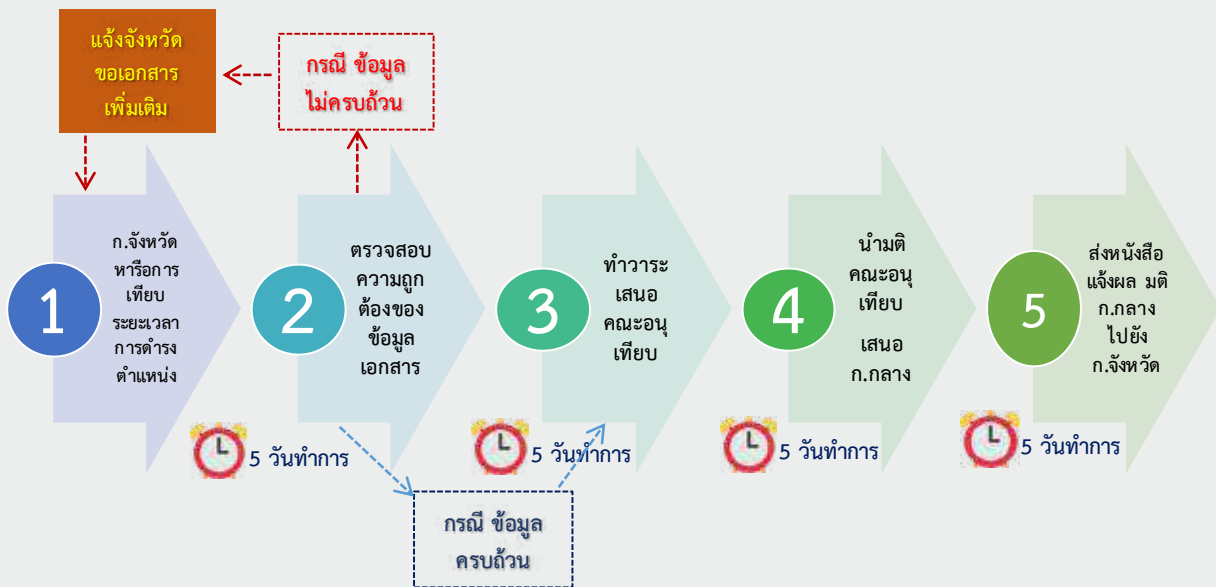 แจ้งจังหวัด
ขอเอกสาร
เพิ่มเติม
กรณี ข้อมูล
ไม่ครบถ้วน
1
ก.จังหวัด
หารือการ
เทียบ
ระยะเวลา
การดำรง
ตำแหน่ง
2
ตรวจสอบ
ความถูก
ต้องของ
ข้อมูล
เอกสาร
3
ทำวาระ
เสนอ
คณะอนุ
เทียบ
4
นำมติ
คณะอนุ
เทียบ
เสนอ
ก.กลาง
5
ส่งหนังสือ
แจ้งผล มติ
ก.กลาง
ไปยัง
ก.จังหวัด
5 วันทำการ
5 วันทำการ
5 วันทำการ
5 วันทำการ
กรณี ข้อมูล
ครบถ้วน